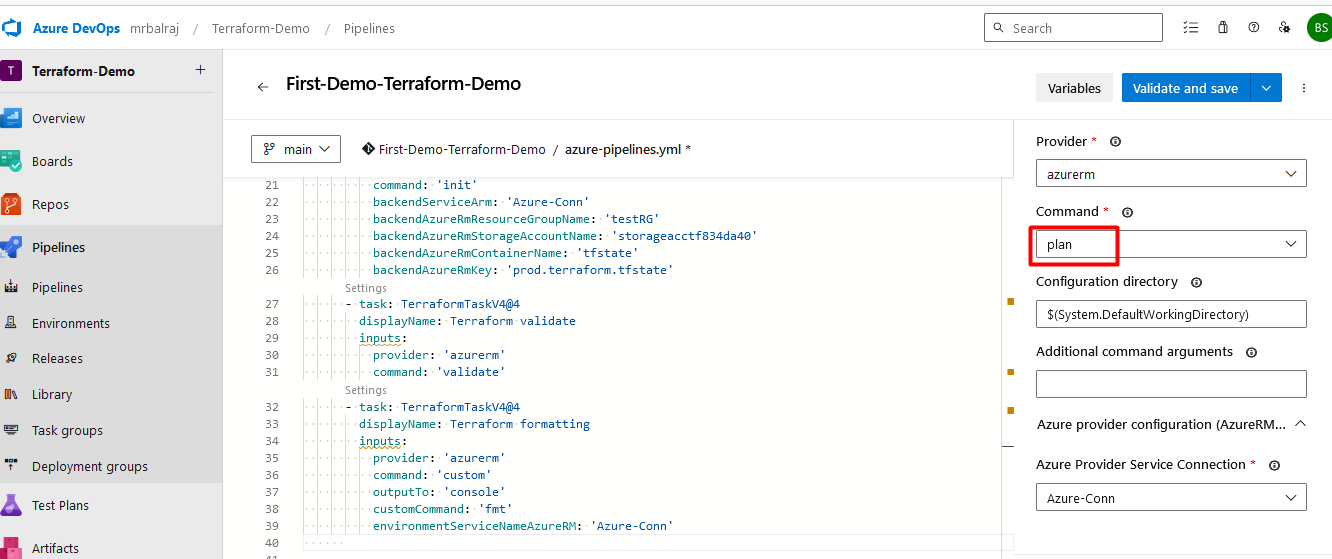 Azure DevOps mrbalraj / Terraform-Demo / Pipelines Search BS
T Terraform-Demo +
Overview
Boards
Repos
Pipelines
Pipelines
Environments
Releases
Library
Task groups
Deployment groups
Test Plans
Artifacts
First-Demo-Terraform-Demo
Variables Validate and save
main First-Demo-Terraform-Demo / azure-pipelines.yml *
21 command: 'init'
22 backendServiceArm: 'Azure-Conn'
23 backendAzureRmResourceGroupName: 'testRG'
24 backendAzureRmStorageAccountName: 'storageacctf834da40'
25 backendAzureRmContainerName: 'tfstate'
26 backendAzureRmKey: 'prod.terraform.tfstate'
Settings
27 - task: TerraformTaskV4@4
28 displayName: Terraform validate
29 inputs:
30 provider: 'azurerm'
31 command: 'validate'
Settings
32 - task: TerraformTaskV4@4
33 displayName: Terraform formatting
34 inputs:
35 provider: 'azurerm'
36 command: 'custom'
37 outputTo: 'console'
38 customCommand: 'fmt'
39 environmentServiceNameAzureRM: 'Azure-Conn'
40
41
Provider *
azurerm
Command *
plan
Configuration directory
$(System.DefaultWorkingDirectory)
Additional command arguments
Azure provider configuration (AzureRM...
Azure Provider Service Connection *
Azure-Conn